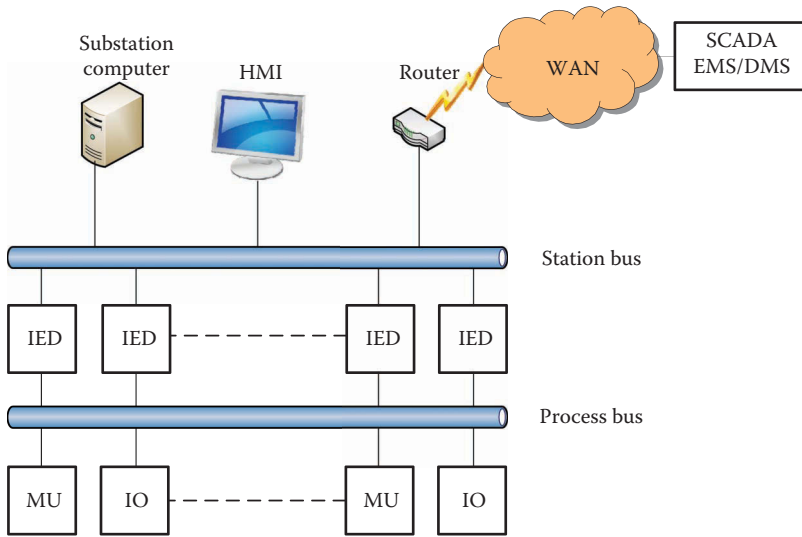 Substation
computer
HMI
Router
WAN
SCADA
EMS/DMS
Station bus
IED
IED
IED
IED
Process bus
MU
IO
MU
IO